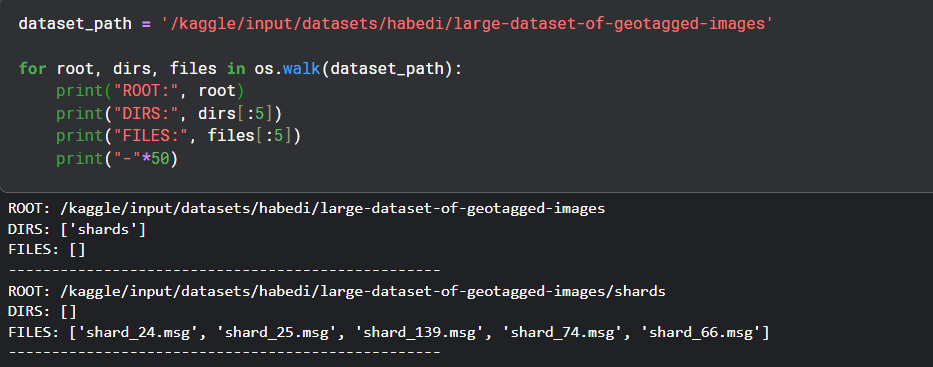 dataset_path = '/kaggle/input/datasets/habedi/large-dataset-of-geotagged-images'
for root, dirs, files in os.walk(dataset_path):
    print("ROOT:", root)
    print("DIRS:", dirs[:5])
    print("FILES:", files[:5])
    print("-"*50)
ROOT: /kaggle/input/datasets/habedi/large-dataset-of-geotagged-images
DIRS: ['shards']
FILES: []
--------------------------------------------------
ROOT: /kaggle/input/datasets/habedi/large-dataset-of-geotagged-images/shards
DIRS: []
FILES: ['shard_24.msg', 'shard_25.msg', 'shard_139.msg', 'shard_74.msg', 'shard_66.msg']
--------------------------------------------------